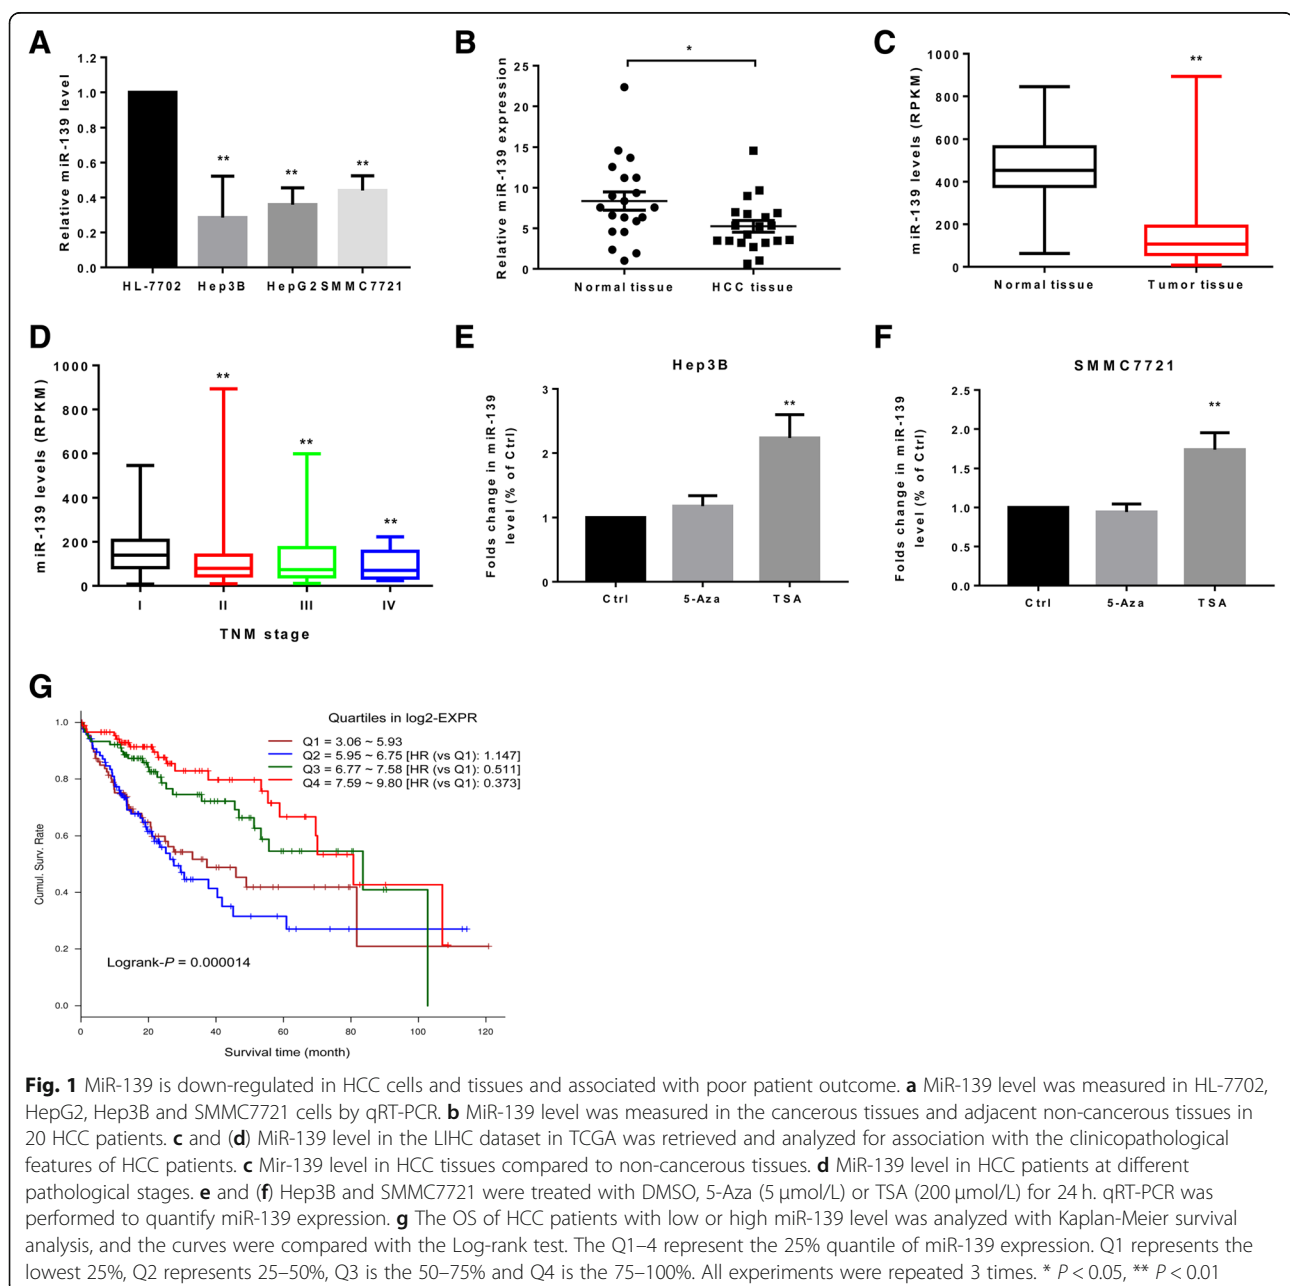 A
Relative miR-139 level
1.2
1.0
0.8
0.6
0.4
0.2
0.0
**
**
**
HL-7702 Hep3B HepG2 SMMC7721
B
Relative miR-139 expression
25
20
15
10
5
0
*
Normal tissue HCC tissue
C
miR-139 levels (RPKM)
1000
800
600
400
200
0
**
Normal tissue Tumor tissue
D
miR-139 levels (RPKM)
1000
800
600
400
200
0
**
**
**
I II III IV
TNM stage
E
Hep3B
Folds change in miR-139
level (% of Ctrl)
3
2
1
0
**
Ctrl 5-Aza TSA
F
SMMC7721
Folds change in miR-139
level (% of Ctrl)
2.5
2.0
1.5
1.0
0.5
0.0
**
Ctrl 5-Aza TSA
G
Quartiles in log2-EXPR
Q1 = 3.06 ~ 5.93
Q2 = 5.95 ~ 6.75 [HR (vs Q1): 1.147]
Q3 = 6.77 ~ 7.58 [HR (vs Q1): 0.511]
Q4 = 7.59 ~ 9.80 [HR (vs Q1): 0.373]
Cumul. Surv. Rate
1.0
0.8
0.6
0.4
0.2
0.0
Logrank-P = 0.000014
0 20 40 60 80 100 120
Survival time (month)
Fig. 1 MiR-139 is down-regulated in HCC cells and tissues and associated with poor patient outcome. a MiR-139 level was measured in HL-7702,
HepG2, Hep3B and SMMC7721 cells by qRT-PCR. b MiR-139 level was measured in the cancerous tissues and adjacent non-cancerous tissues in
20 HCC patients. c and (d) MiR-139 level in the LIHC dataset in TCGA was retrieved and analyzed for association with the clinicopathological
features of HCC patients. c Mir-139 level in HCC tissues compared to non-cancerous tissues. d MiR-139 level in HCC patients at different
pathological stages. e and (f) Hep3B and SMMC7721 were treated with DMSO, 5-Aza (5 μmol/L) or TSA (200 μmol/L) for 24 h. qRT-PCR was
performed to quantify miR-139 expression. g The OS of HCC patients with low or high miR-139 level was analyzed with Kaplan-Meier survival
analysis, and the curves were compared with the Log-rank test. The Q1–4 represent the 25% quantile of miR-139 expression. Q1 represents the
lowest 25%, Q2 represents 25–50%, Q3 is the 50–75% and Q4 is the 75–100%. All experiments were repeated 3 times. * P < 0.05, ** P < 0.01